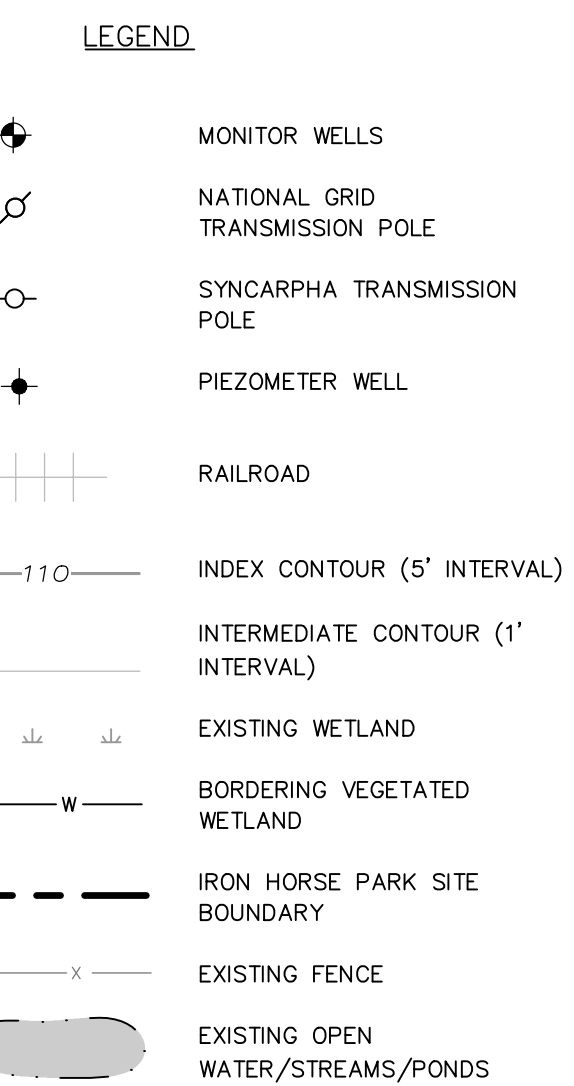 LEGEND
MONITOR WELLS
NATIONAL GRID
TRANSMISSION POLE
SYNCARPHA TRANSMISSION
POLE
PIEZOMETER WELL
RAILROAD
110
INDEX CONTOUR (5' INTERVAL)
INTERMEDIATE CONTOUR (1'
INTERVAL)
EXISTING WETLAND
W
BORDERING VEGETATED
WETLAND
IRON HORSE PARK SITE
BOUNDARY
X
EXISTING FENCE
EXISTING OPEN
WATER/STREAMS/PONDS